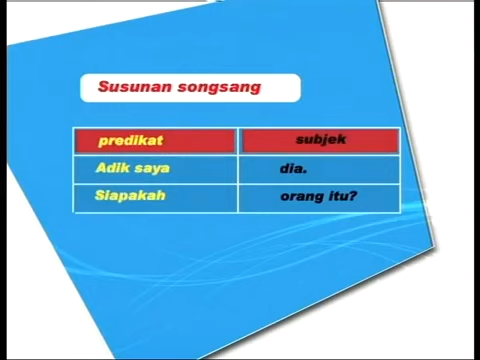 Susunan songsang
predikat subjek
Adik saya dia.
Siapakah orang itu?